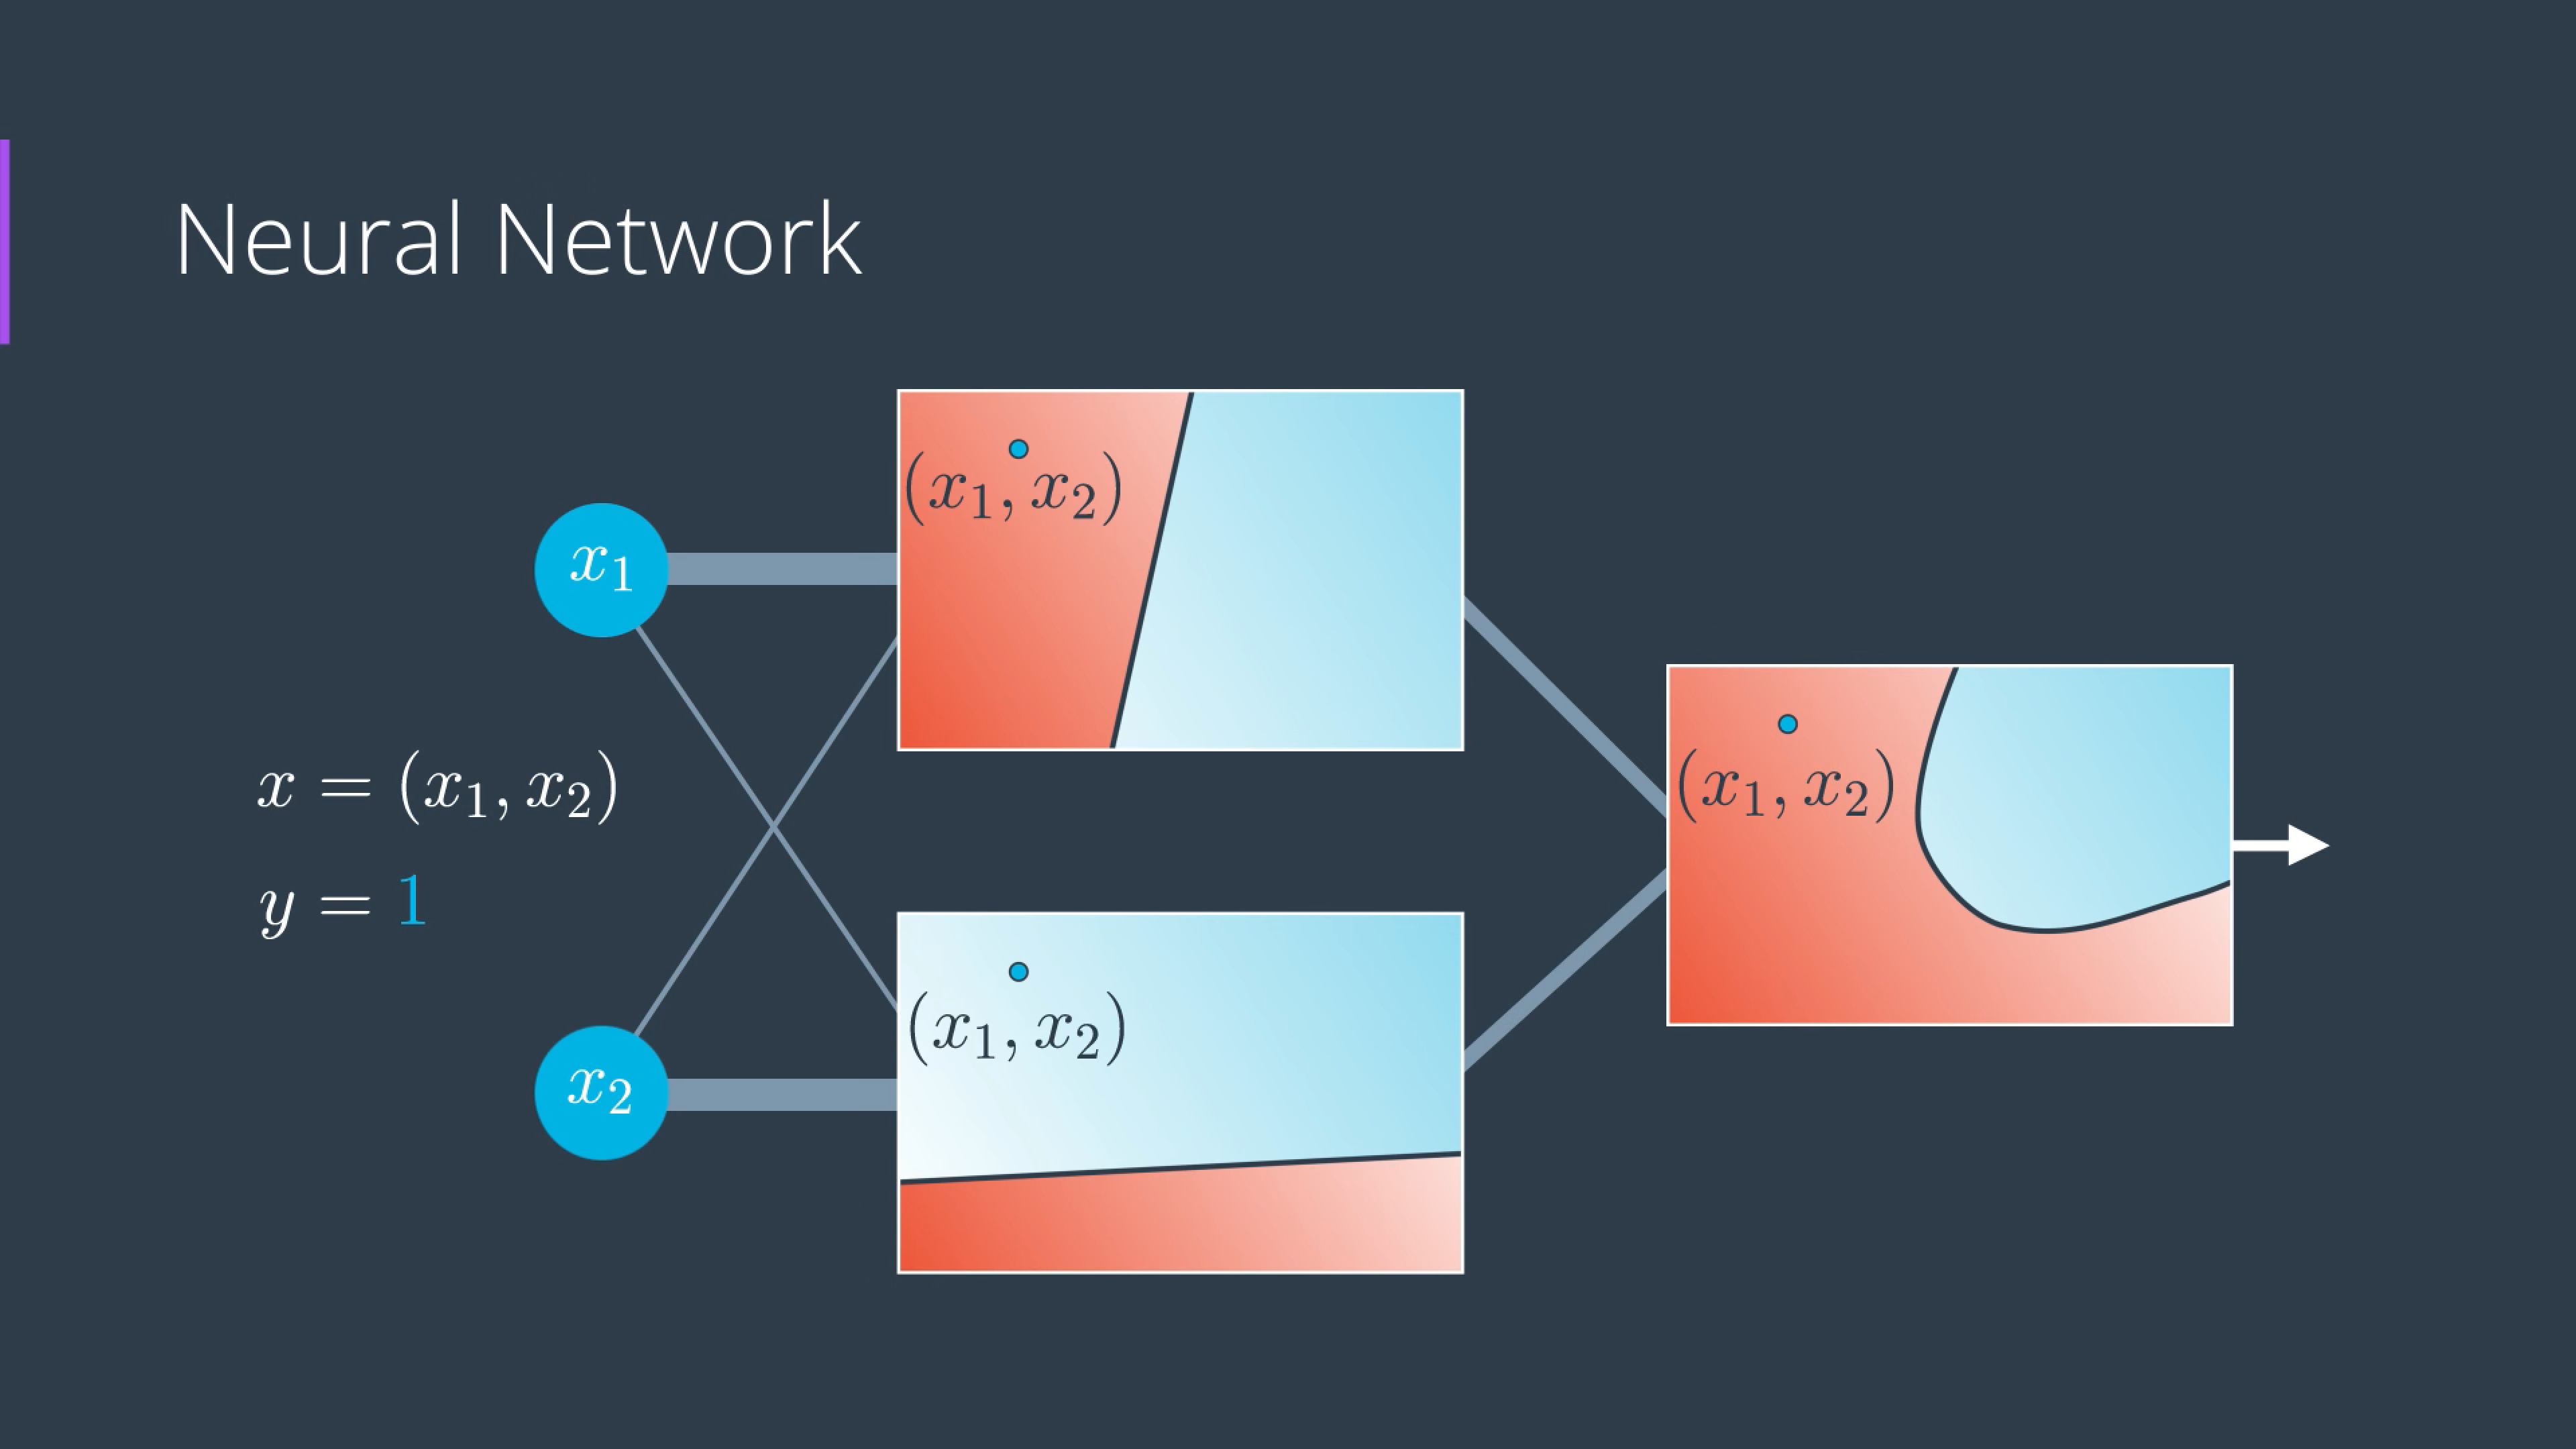 Neural Network
x₁
x₂
x = (x₁, x₂)
y = 1
(x₁, x₂)
(x₁, x₂)
(x₁, x₂)